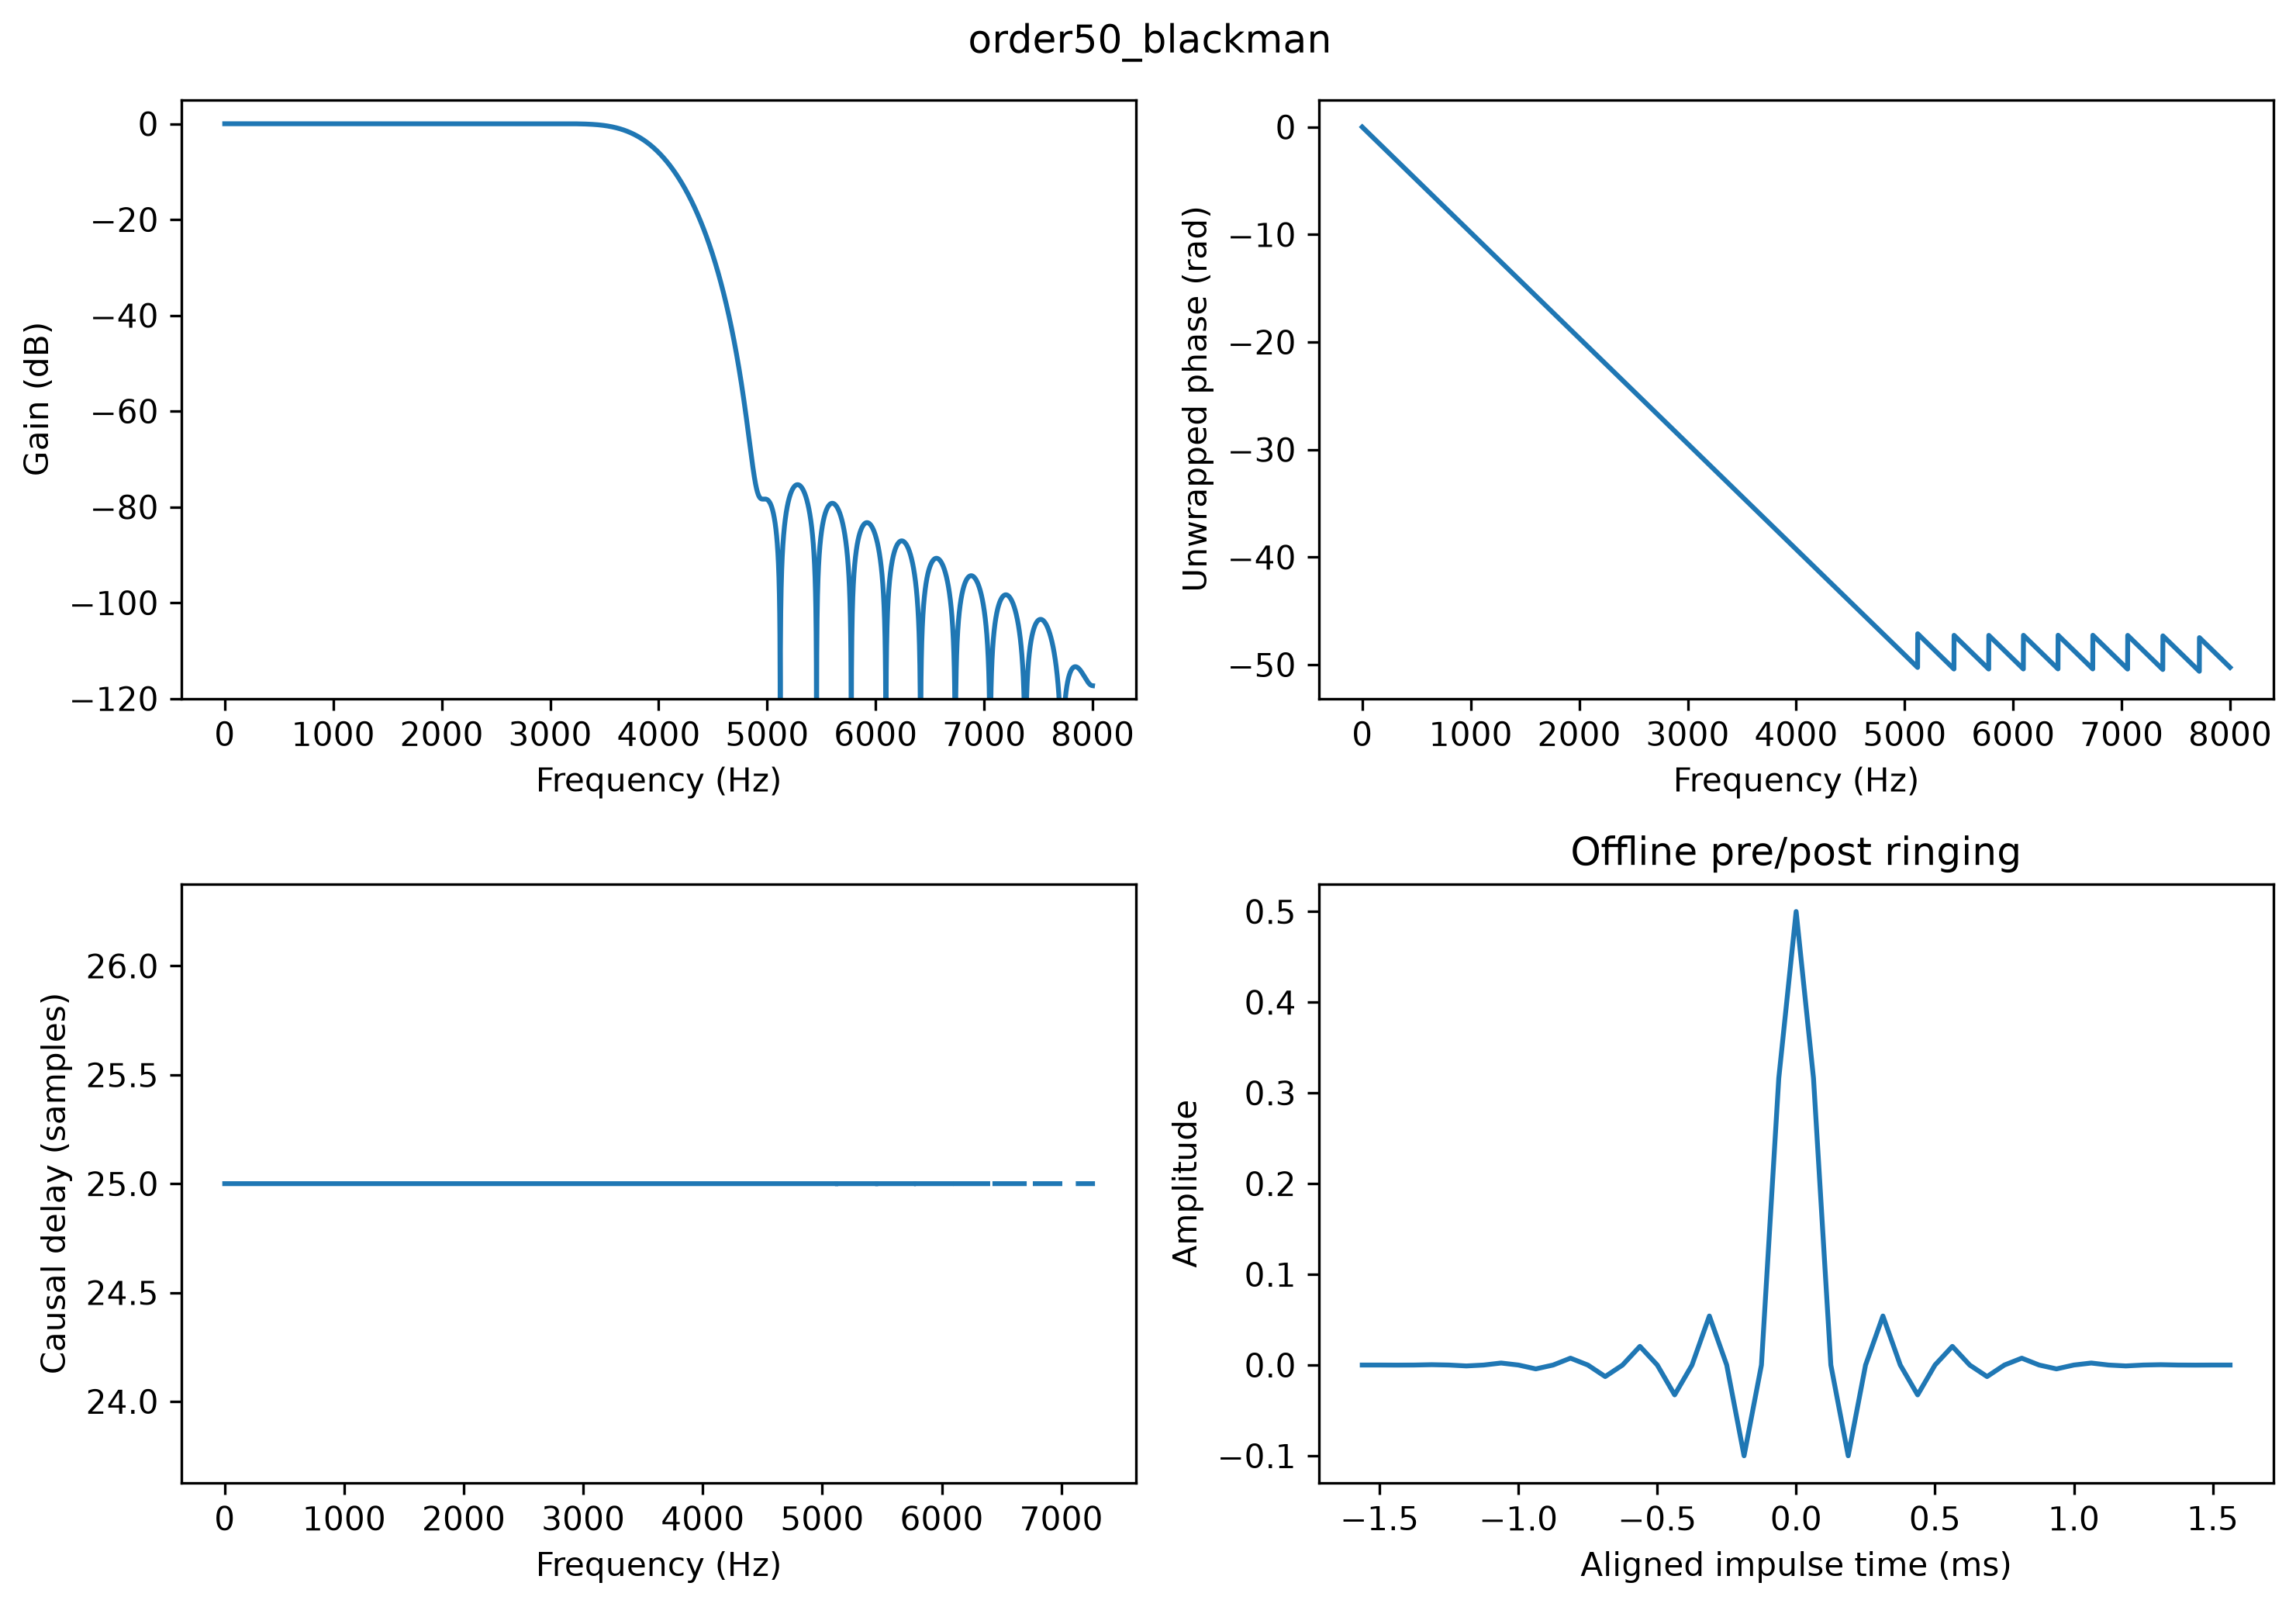 order50_blackman
0
−20
−40
−60
−80
−100
−120
Gain (dB)
0 1000 2000 3000 4000 5000 6000 7000 8000
Frequency (Hz)
0
−10
−20
−30
−40
−50
Unwrapped phase (rad)
0 1000 2000 3000 4000 5000 6000 7000 8000
Frequency (Hz)
26.0
25.5
25.0
24.5
24.0
Causal delay (samples)
0 1000 2000 3000 4000 5000 6000 7000
Frequency (Hz)
Offline pre/post ringing
0.5
0.4
0.3
0.2
0.1
0.0
−0.1
Amplitude
−1.5 −1.0 −0.5 0.0 0.5 1.0 1.5
Aligned impulse time (ms)